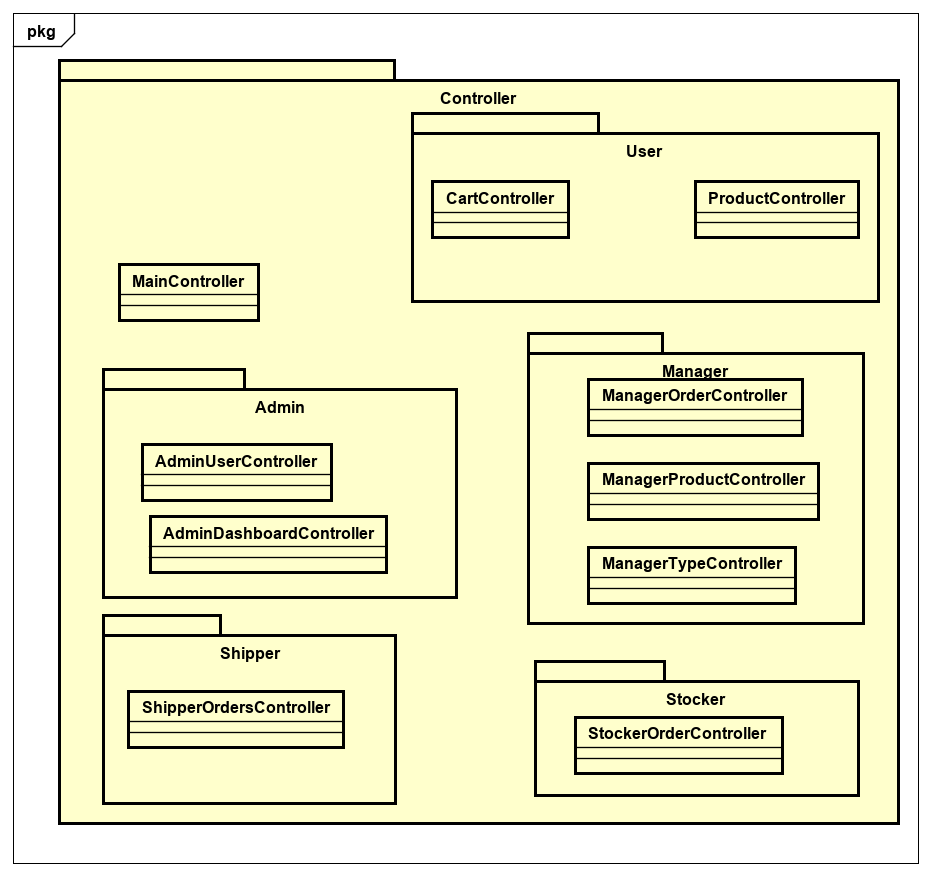 pkg
Controller
User
CartController
ProductController
MainController
Admin
AdminUserController
AdminDashboardController
Manager
ManagerOrderController
ManagerProductController
ManagerTypeController
Shipper
ShipperOrdersController
Stocker
StockerOrderController